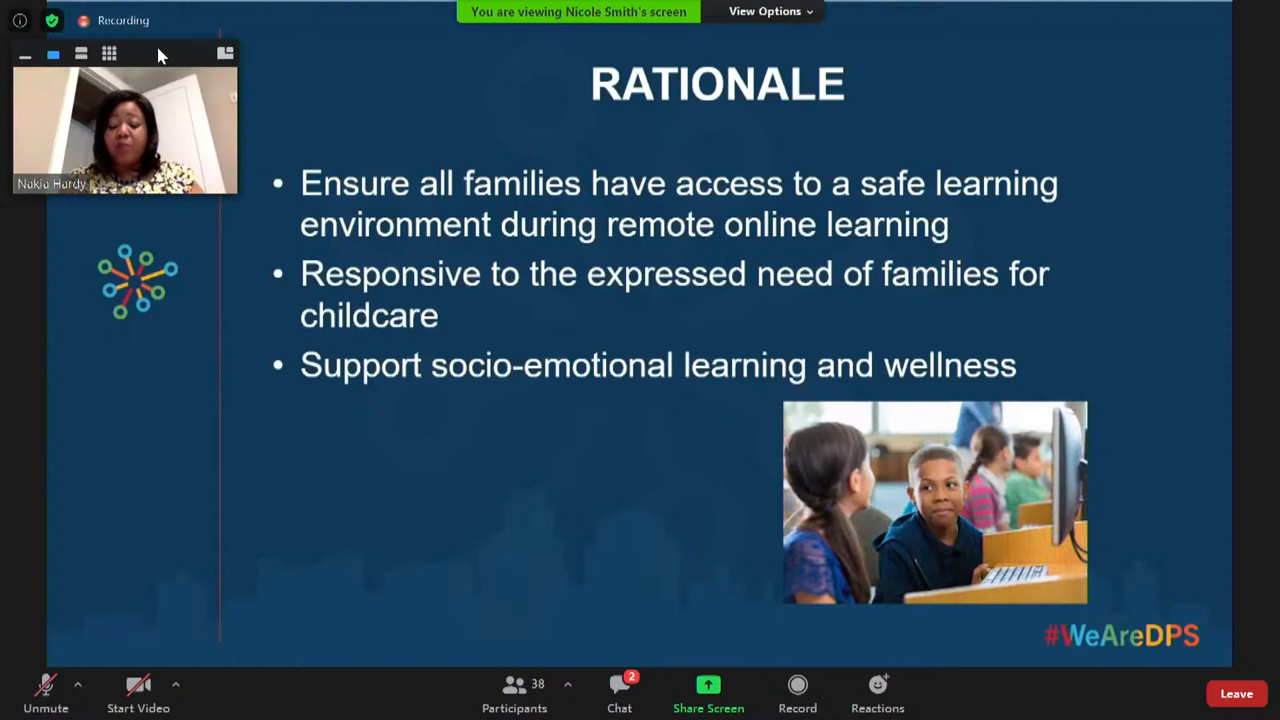 Recording
You are viewing Nicole Smith's screen
View Options
Nakia Hardy
RATIONALE
• Ensure all families have access to a safe learning
environment during remote online learning
• Responsive to the expressed need of families for
childcare
• Support socio-emotional learning and wellness
#WeAreDPS
Unmute
Start Video
38
Participants
2
Chat
Share Screen
Record
Reactions
Leave